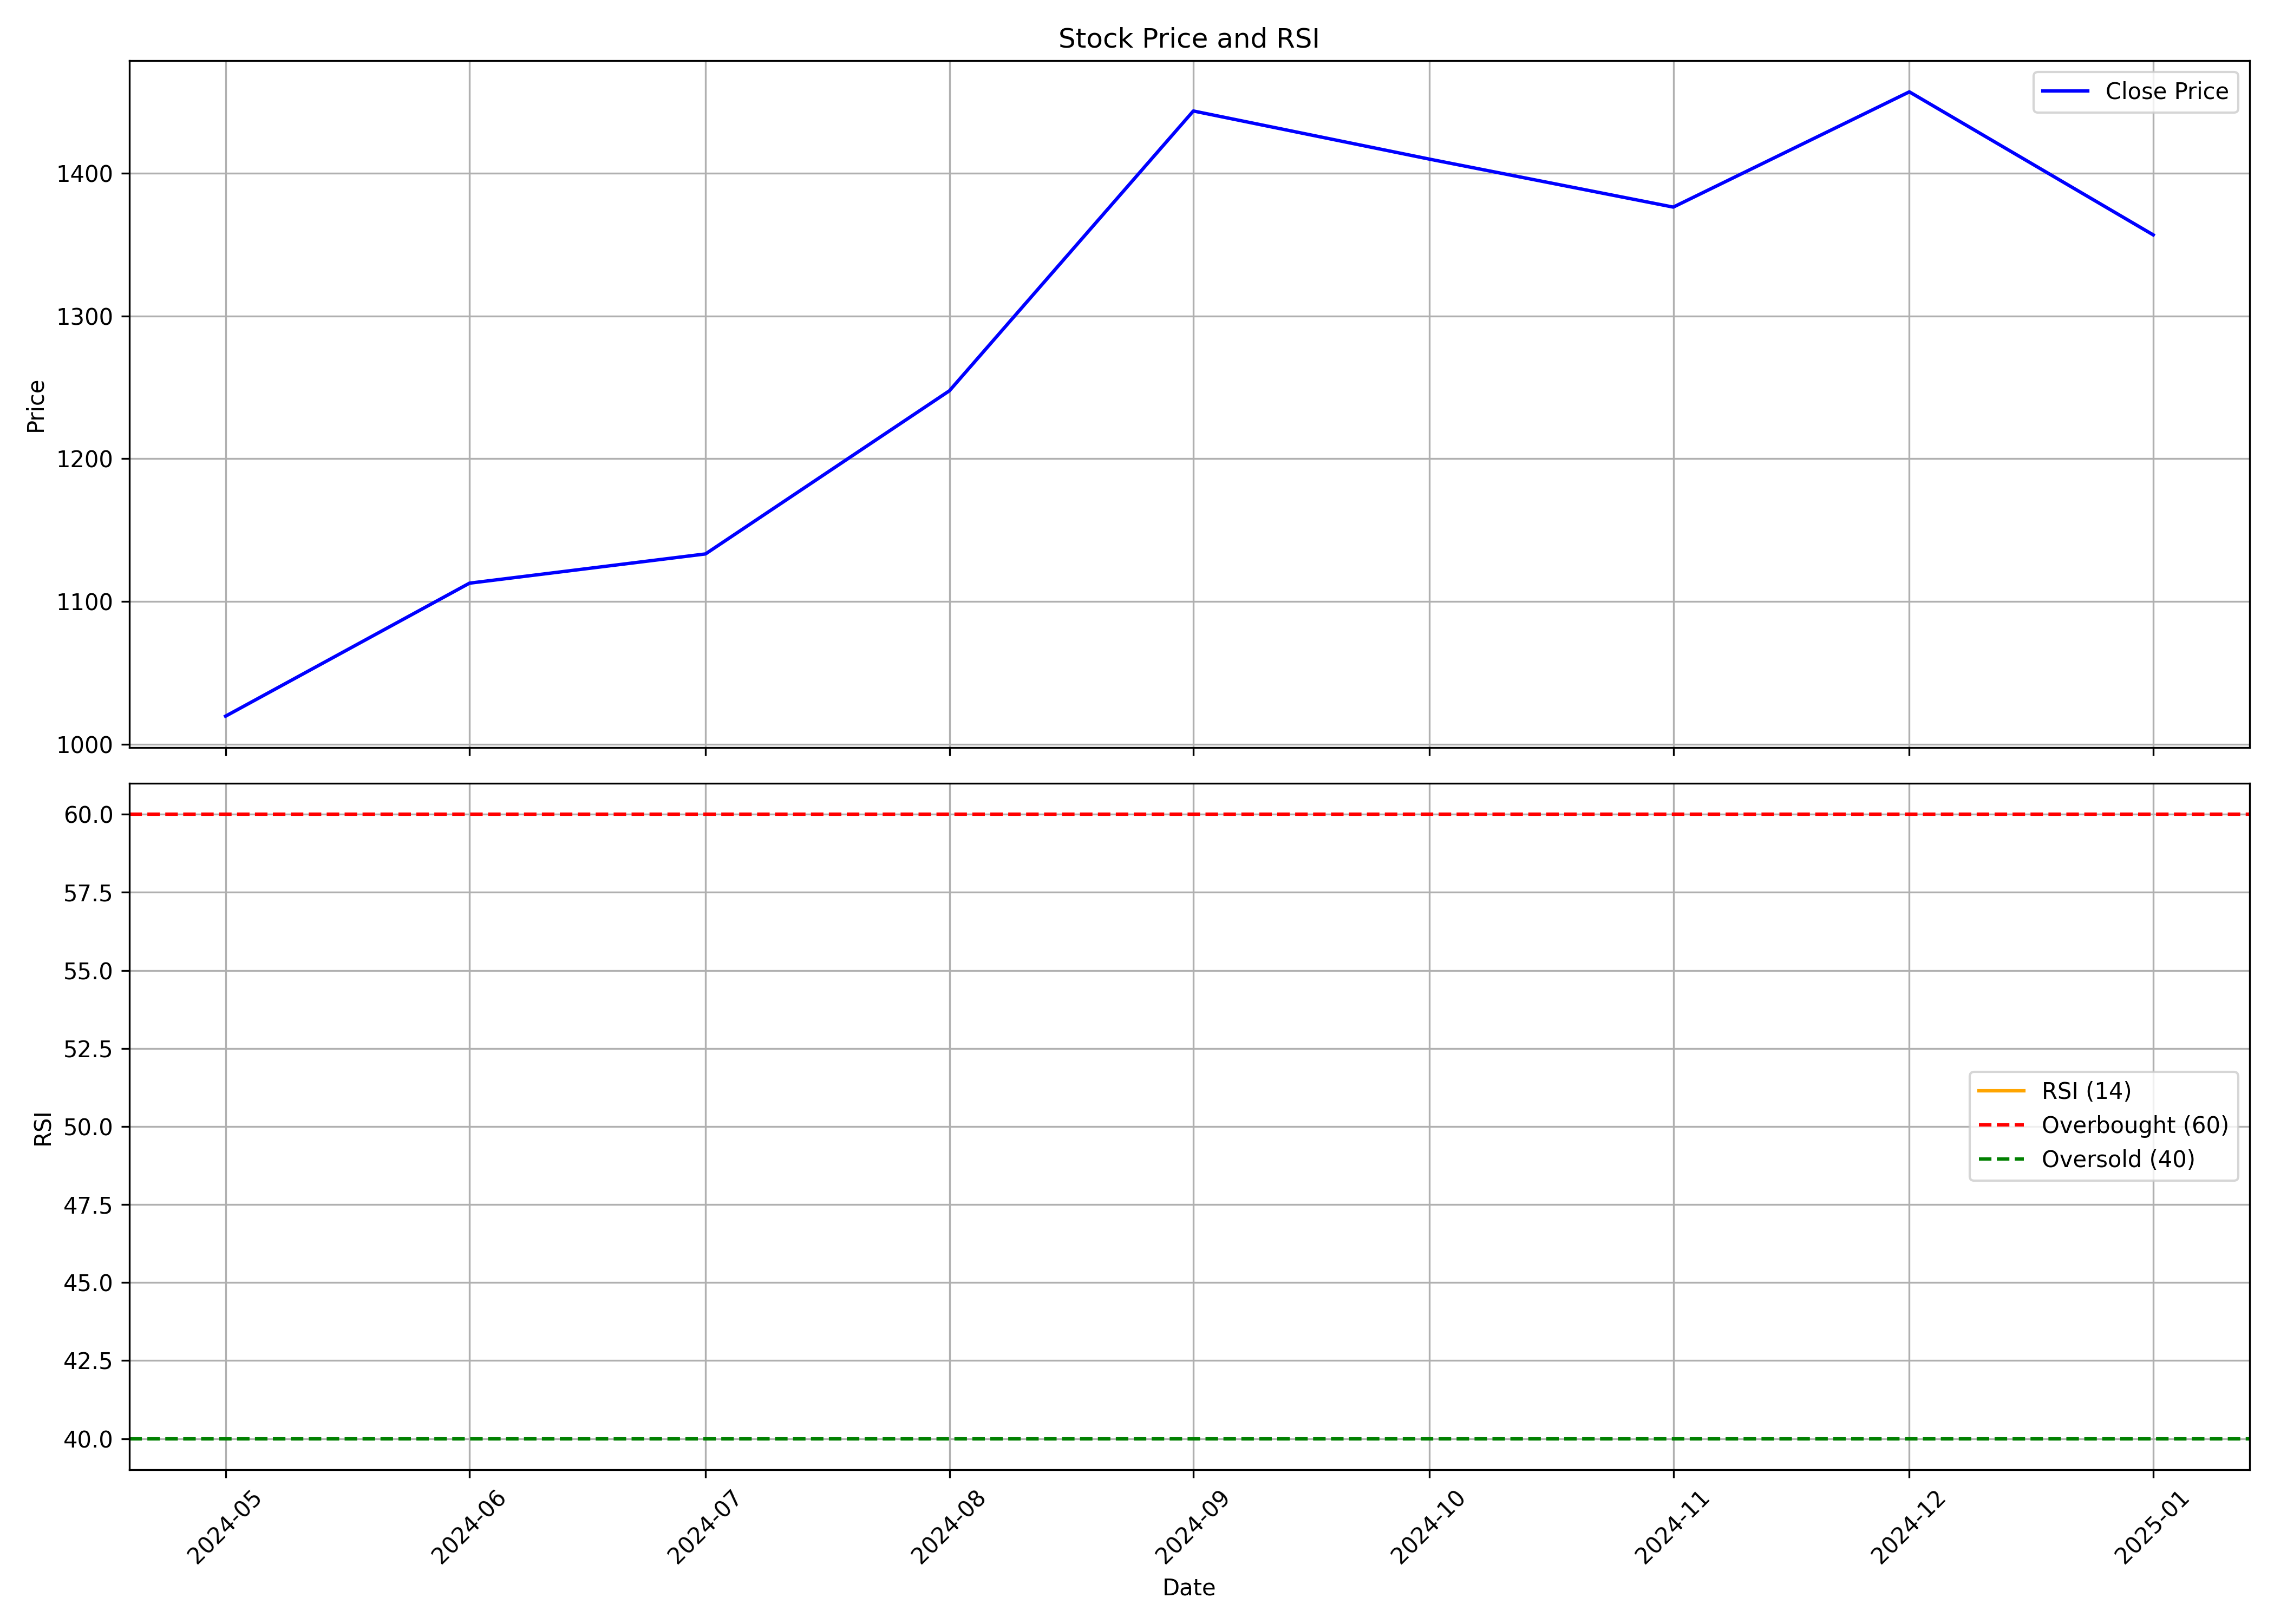 Stock Price and RSI
Close Price
1400
1300
1200
1100
1000
Price
60.0
57.5
55.0
52.5
50.0
47.5
45.0
42.5
40.0
RSI
RSI (14)
Overbought (60)
Oversold (40)
2024-05
2024-06
2024-07
2024-08
2024-09
2024-10
2024-11
2024-12
2025-01
Date